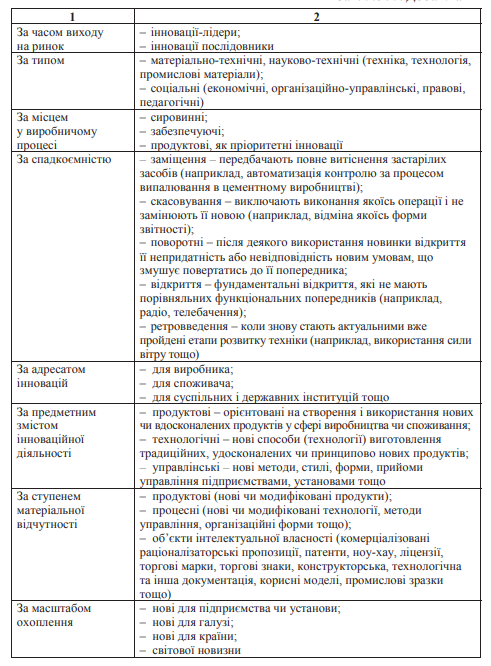 1 2
За часом виходу
на ринок
– інновації-лідери;
– інновації послідовники
За типом
– матеріально-технічні, науково-технічні (техніка, технологія,
промислові матеріали);
– соціальні (економічні, організаційно-управлінські, правові,
педагогічні)
За місцем
у виробничому
процесі
– сировинні;
– забезпечуючі;
– продуктові, як пріоритетні інновації
За спадкоємністю
– заміщення – передбачають повне витіснення застарілих
засобів (наприклад, автоматизація контролю за процесом
випалювання в цементному виробництві);
– скасовування – виключають виконання якоїсь операції і не
замінюють її новою (наприклад, відміна якоїсь форми
звітності);
– поворотні – після деякого використання новинки відкриття
її непридатність або невідповідність новим умовам, що
змушує повертатись до її попередника;
– відкриття – фундаментальні відкриття, які не мають
порівняльних функціональних попередників (наприклад,
радіо, телебачення);
– ретровведення – коли знову стають актуальними вже
пройдені етапи розвитку техніки (наприклад, використання сили
вітру тощо)
За адресатом
інновацій
– для виробника;
– для споживача;
– для суспільних і державних інституцій тощо
За предметним
змістом
інноваційної
діяльності
– продуктові – орієнтовані на створення і використання нових
чи вдосконалених продуктів у сфері виробництва чи споживання;
– технологічні – нові способи (технології) виготовлення
традиційних, удосконалених чи принципово нових продуктів;
– управлінські – нові методи, стилі, форми, прийоми
управління підприємствами, установами тощо
За ступенем
матеріальної
відчутності
– продуктові (нові чи модифіковані продукти);
– процесні (нові чи модифіковані технології, методи
управління, організаційні форми тощо);
– об’єкти інтелектуальної власності (комерціалізовані
раціоналізаторські пропозиції, патенти, ноу-хау, ліцензії,
торгові марки, торгові знаки, конструкторська, технологічна
та інша документація, корисні моделі, промислові зразки
тощо)
За масштабом
охоплення
– нові для підприємства чи установи;
– нові для галузі;
– нові для країни;
– світової новизни